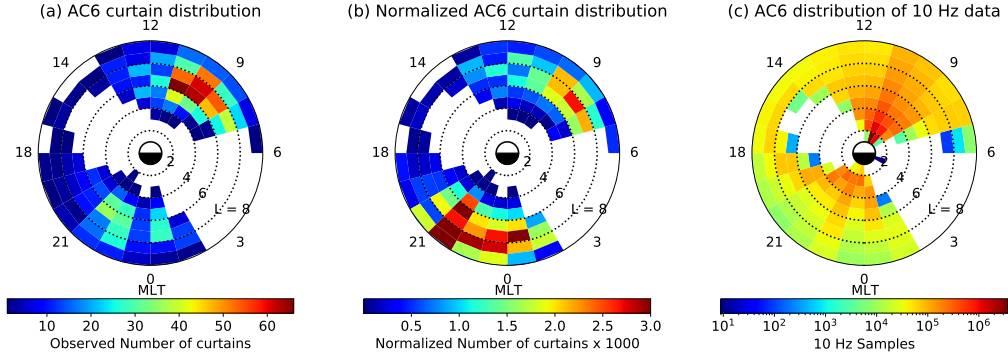 (a) AC6 curtain distribution
12
14
9
18
6
2
4
6
L = 8
21
3
0
MLT
10 20 30 40 50 60
Observed Number of curtains
(b) Normalized AC6 curtain distribution
12
14
9
18
6
2
4
6
L = 8
21
3
0
MLT
0.5 1.0 1.5 2.0 2.5 3.0
Normalized Number of curtains x 1000
(c) AC6 distribution of 10 Hz data
12
14
9
18
6
2
4
6
L = 8
21
3
0
MLT
10¹ 10² 10³ 10⁴ 10⁵ 10⁶
10 Hz Samples